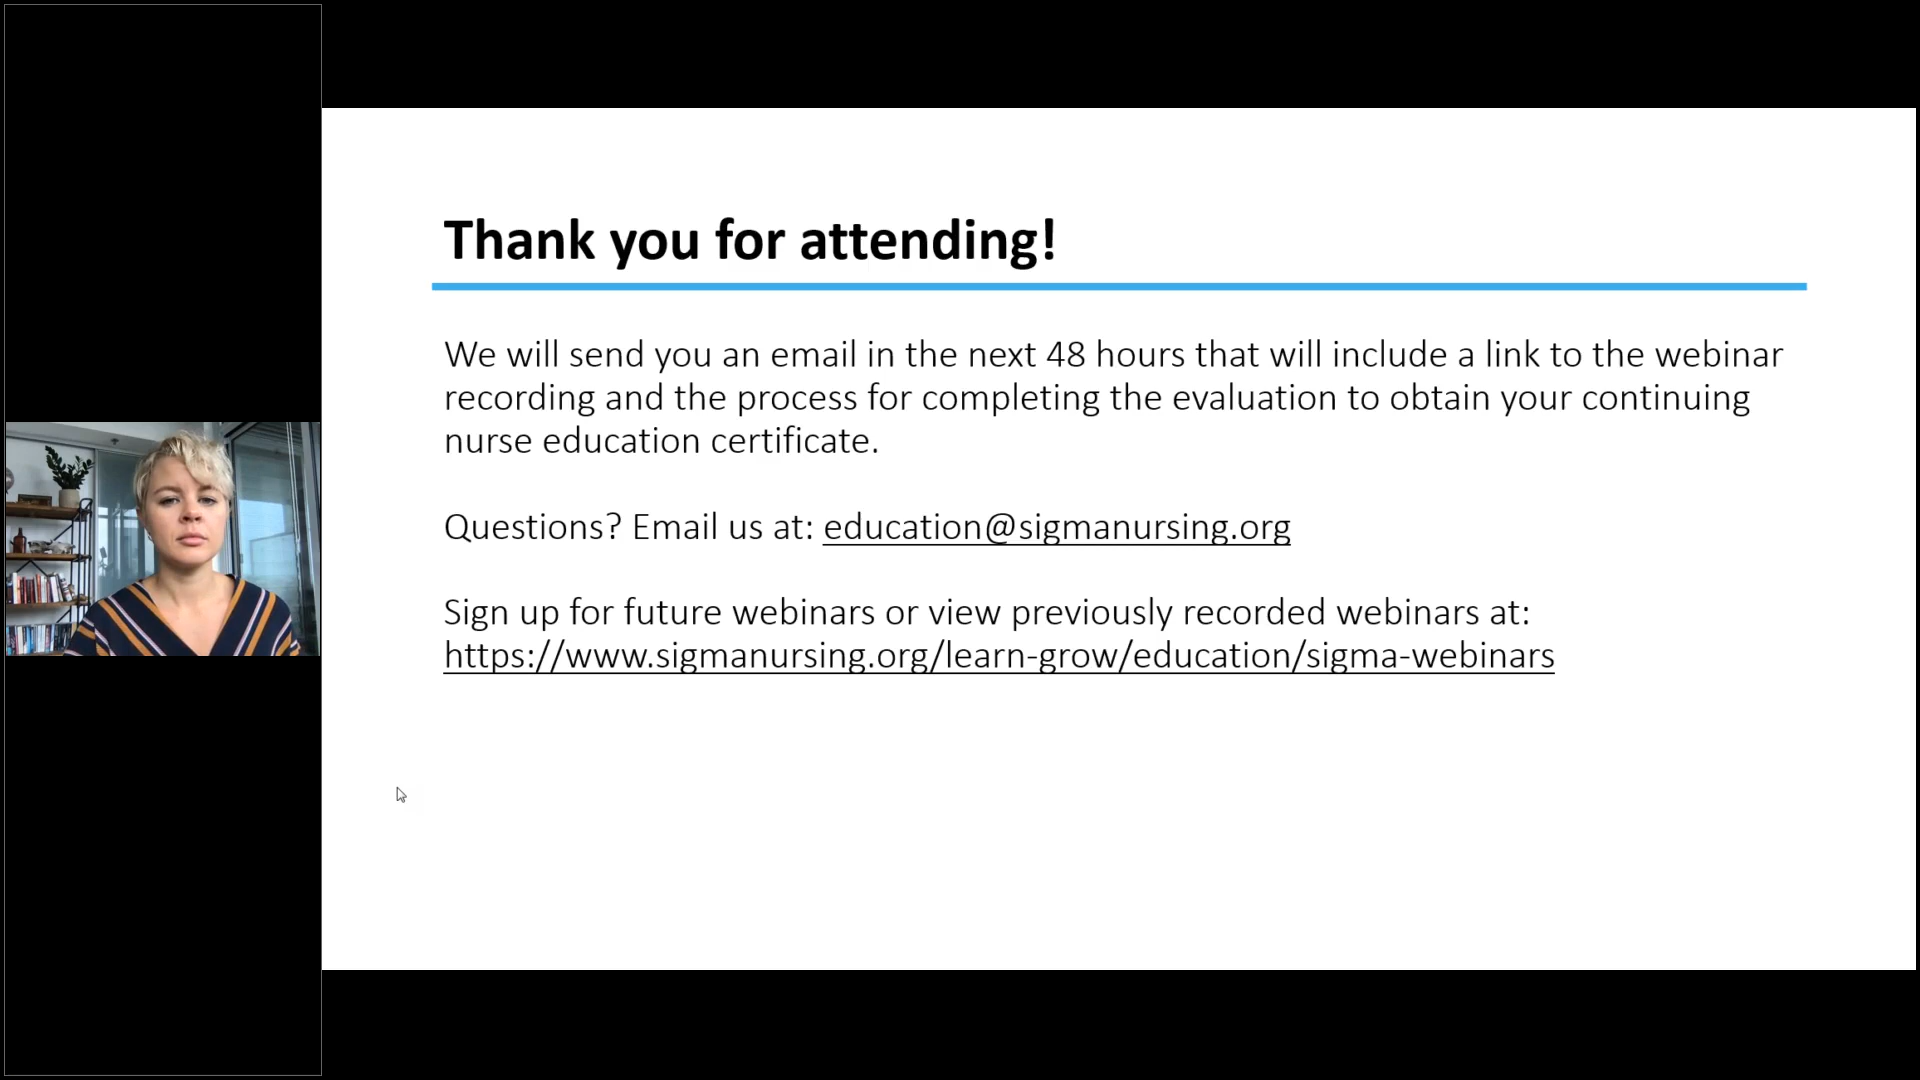 Thank you for attending!
We will send you an email in the next 48 hours that will include a link to the webinar
recording and the process for completing the evaluation to obtain your continuing
nurse education certificate.
Questions? Email us at: education@sigmanursing.org
Sign up for future webinars or view previously recorded webinars at:
https://www.sigmanursing.org/learn-grow/education/sigma-webinars